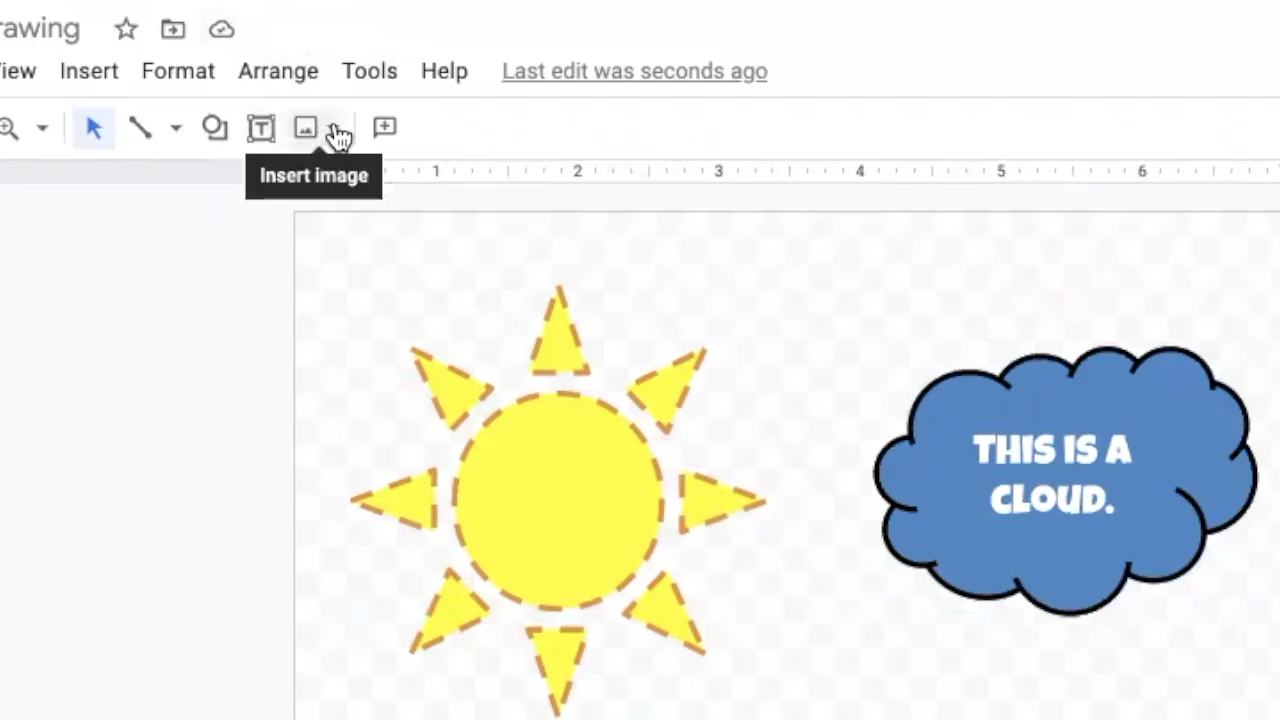 rawing
View Insert Format Arrange Tools Help Last edit was seconds ago
Insert image
1 2 3 4 5 6
THIS IS A
CLOUD.